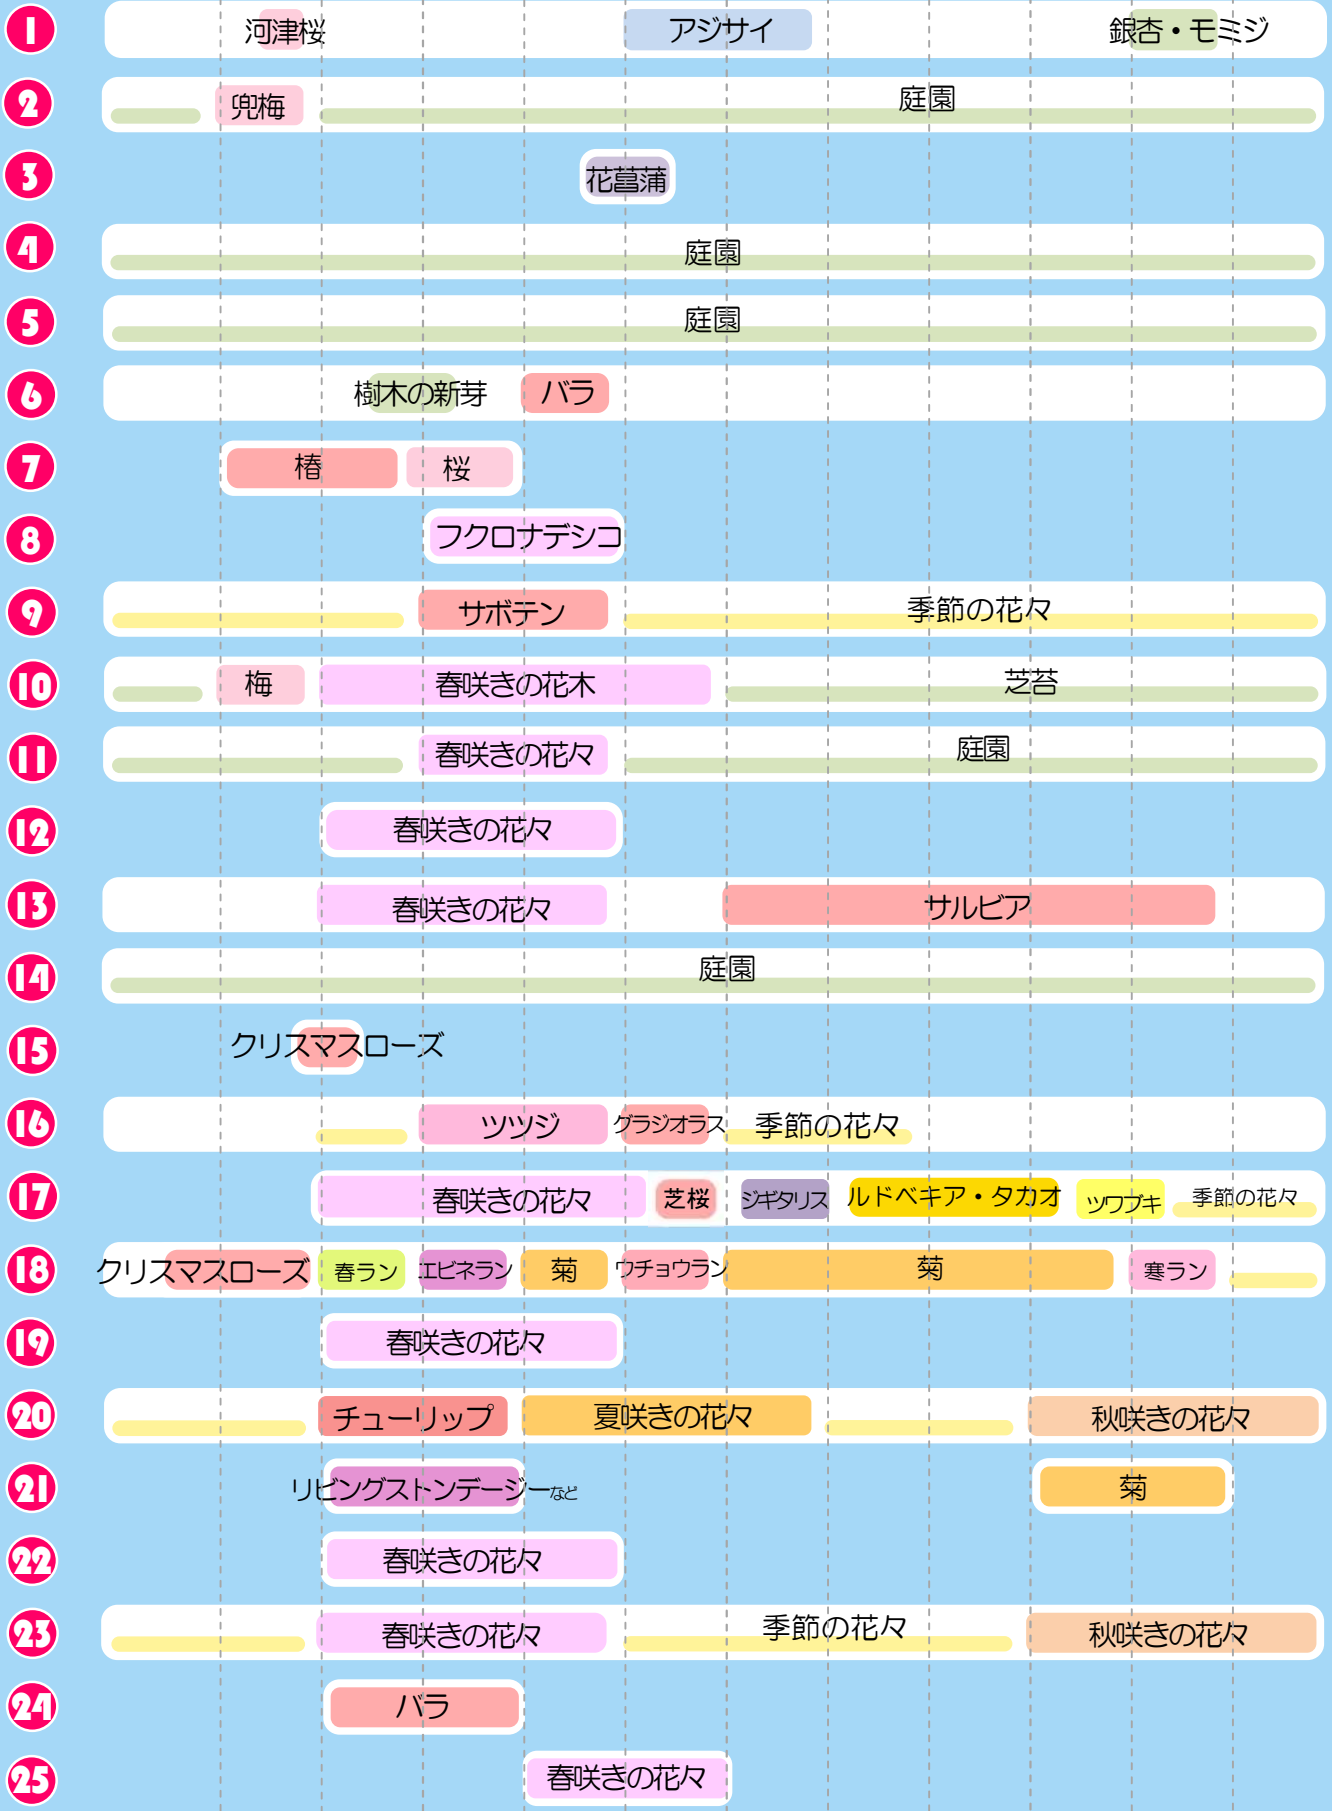 1 河津桜 アジサイ 銀杏・モミジ
2 兜梅 庭園
3 花菖蒲
4 庭園
5 庭園
6 樹木の新芽 バラ
7 椿 桜
8 フクロナデシコ
9 サボテン 季節の花々
10 梅 春咲きの花木 芝苔
11 春咲きの花々 庭園
12 春咲きの花々
13 春咲きの花々 サルビア
14 庭園
15 クリスマスローズ
16 ツツジ グラジオラス 季節の花々
17 春咲きの花々 芝桜 ジギタリス ルドベキア・タカオ ツワブキ 季節の花々
18 クリスマスローズ 春ラン エビネラン 菊 ウチョウラン 菊 寒ラン
19 春咲きの花々
20 チューリップ 夏咲きの花々 秋咲きの花々
21 リビングストンデージーなど 菊
22 春咲きの花々
23 春咲きの花々 季節の花々 秋咲きの花々
24 バラ
25 春咲きの花々